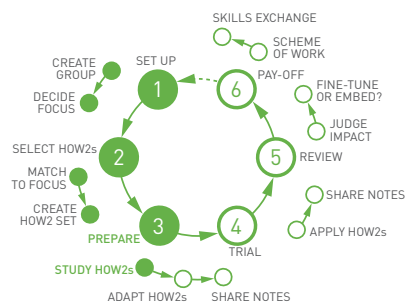 SKILLS EXCHANGE
SCHEME
OF WORK
SET UP
1
CREATE
GROUP
DECIDE
FOCUS
6
PAY-OFF
FINE-TUNE
OR EMBED?
JUDGE
IMPACT
SELECT HOW2s
2
MATCH
TO FOCUS
CREATE
HOW2 SET
5
REVIEW
PREPARE
3
4
TRIAL
SHARE NOTES
APPLY HOW2s
STUDY HOW2s
ADAPT HOW2s
SHARE NOTES